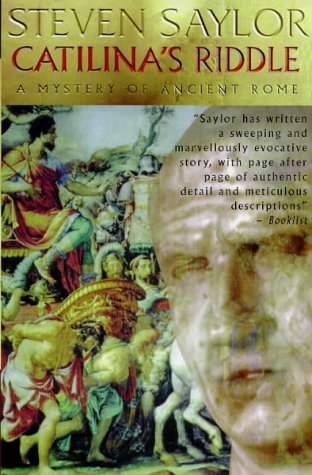 STEVEN SAYLOR
CATILINA'S RIDDLE
A MYSTERY OF ANCIENT ROME
"Saylor has written
a sweeping and
marvellously evocative
story, with page after
page of authentic
detail and meticulous
descriptions"
– Booklist